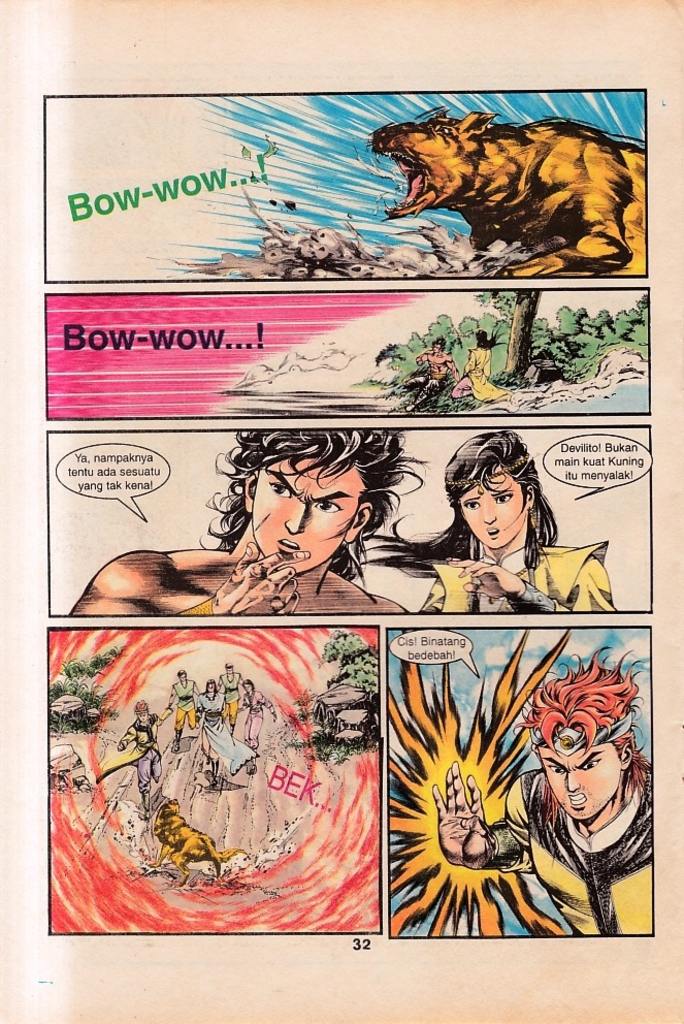 Bow-wow...!
Bow-wow...!
Ya, nampaknya
tentu ada sesuatu
yang tak kena!
Devilito! Bukan
main kuat Kuning
itu menyalak!
BEK...
Cis! Binatang
bedebah!
32